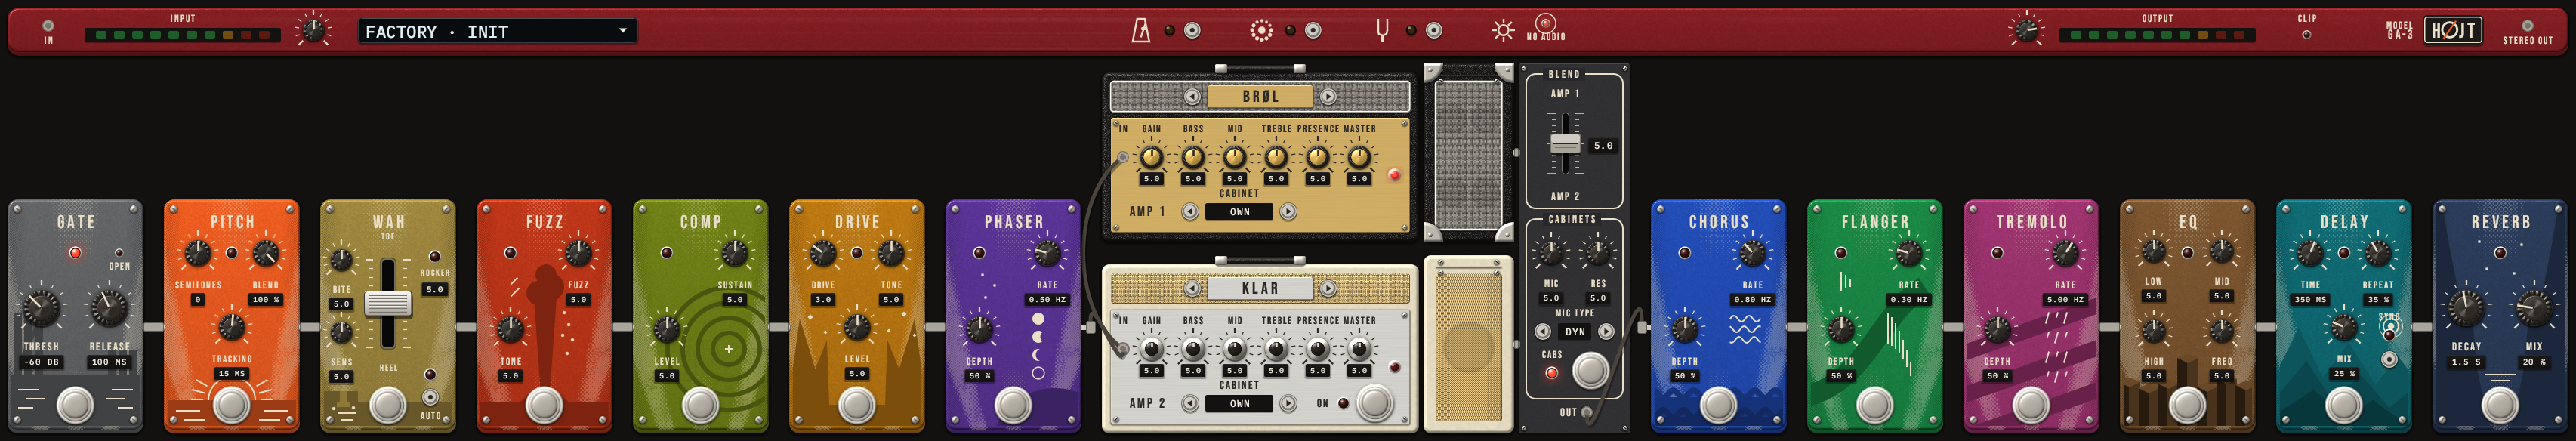 INPUT
IN
FACTORY · INIT
NO AUDIO
OUTPUT
CLIP
MODEL
GA-3
HØJT
STEREO OUT
GATE
OPEN
THRESH
RELEASE
-60 DB
100 MS
PITCH
SEMITONES
BLEND
0
100 %
TRACKING
15 MS
WAH
TOE
ROCKER
BITE
5.0
5.0
SENS
5.0
HEEL
AUTO
FUZZ
FUZZ
5.0
TONE
5.0
COMP
SUSTAIN
5.0
LEVEL
5.0
DRIVE
DRIVE
TONE
3.0
5.0
LEVEL
5.0
PHASER
RATE
0.50 HZ
DEPTH
50 %
BRØL
IN GAIN BASS MID TREBLE PRESENCE MASTER
5.0 5.0 5.0 5.0 5.0 5.0
CABINET
AMP 1
OWN
KLAR
IN GAIN BASS MID TREBLE PRESENCE MASTER
5.0 5.0 5.0 5.0 5.0 5.0
CABINET
AMP 2
OWN
ON
BLEND
AMP 1
5.0
AMP 2
CABINETS
MIC RES
5.0 5.0
MIC TYPE
DYN
CABS
OUT
CHORUS
RATE
0.80 HZ
DEPTH
50 %
FLANGER
RATE
0.30 HZ
DEPTH
50 %
TREMOLO
RATE
5.00 HZ
DEPTH
50 %
EQ
LOW MID
5.0 5.0
HIGH FREQ
5.0 5.0
DELAY
TIME REPEAT
350 MS 35 %
SYNC
MIX
25 %
REVERB
DECAY MIX
1.5 S 20 %